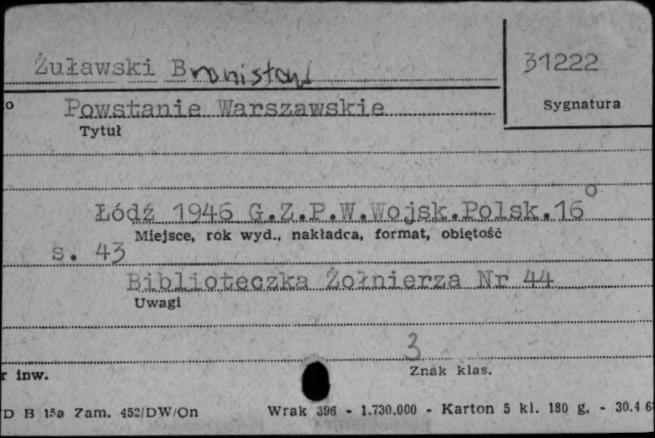 Żuławski Bronisław
31222
o Powstanie Warszawskie
Sygnatura
Tytuł
Łódź 1946 G.Z.P.W.Wojsk.Polsk.16°
Miejsce, rok wyd., nakładca, format, objętość
s. 43
Biblioteczka Żołnierza Nr 44
Uwagi
3
r inw.
Znak klas.
D B 15a Zam. 452/DW/On Wrak 396 - 1.730.000 - Karton 5 kl. 180 g. - 30.4